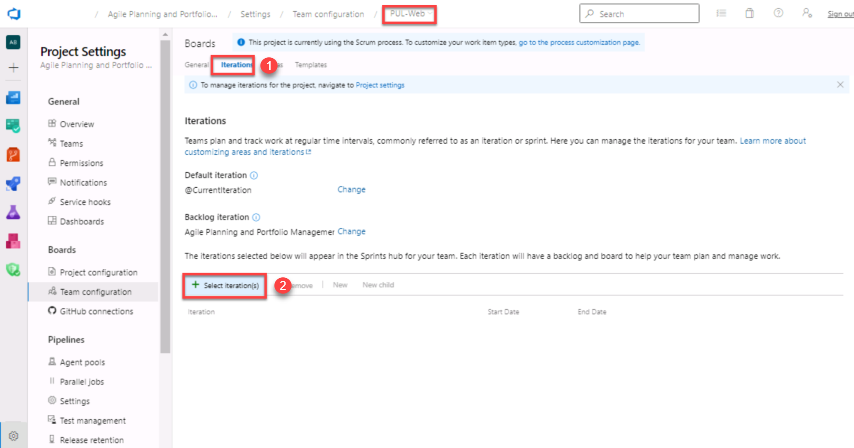 / Agile Planning and Portfolio... / Settings / Team configuration / PUL-Web
Search
Sign out
AB
Project Settings
Agile Planning and Portfolio ...
General
Overview
Teams
Permissions
Notifications
Service hooks
Dashboards
Boards
Project configuration
Team configuration
GitHub connections
Pipelines
Agent pools
Parallel jobs
Settings
Test management
Release retention
Boards
This project is currently using the Scrum process. To customize your work item types, go to the process customization page.
General Iterations 1 Templates
To manage iterations for the project, navigate to Project settings
Iterations
Teams plan and track work at regular time intervals, commonly referred to as an iteration or sprint. Here you can manage the iterations for your team. Learn more about
customizing areas and iterations
Default iteration
@CurrentIteration Change
Backlog iteration
Agile Planning and Portfolio Managemer Change
The iterations selected below will appear in the Sprints hub for your team. Each iteration will have a backlog and board to help your team plan and manage work.
+ Select iteration(s) 2 emove New New child
Iteration Start Date End Date